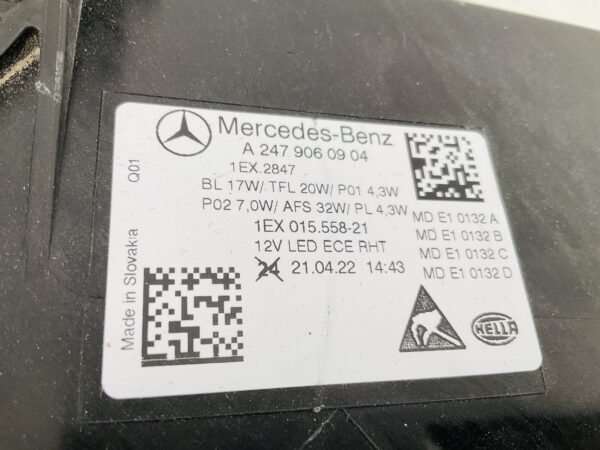 Mercedes-Benz
A 247 906 09 04
1EX.2847
BL 17W/ TFL 20W/ P01 4,3W
P02 7,0W/ AFS 32W/ PL 4,3W
1EX 015.558-21
12V LED ECE RHT
24 21.04.22 14:43
MD E1 0132 A
MD E1 0132 B
MD E1 0132 C
MD E1 0132 D
Q01
Made in Slovakia
HELLA